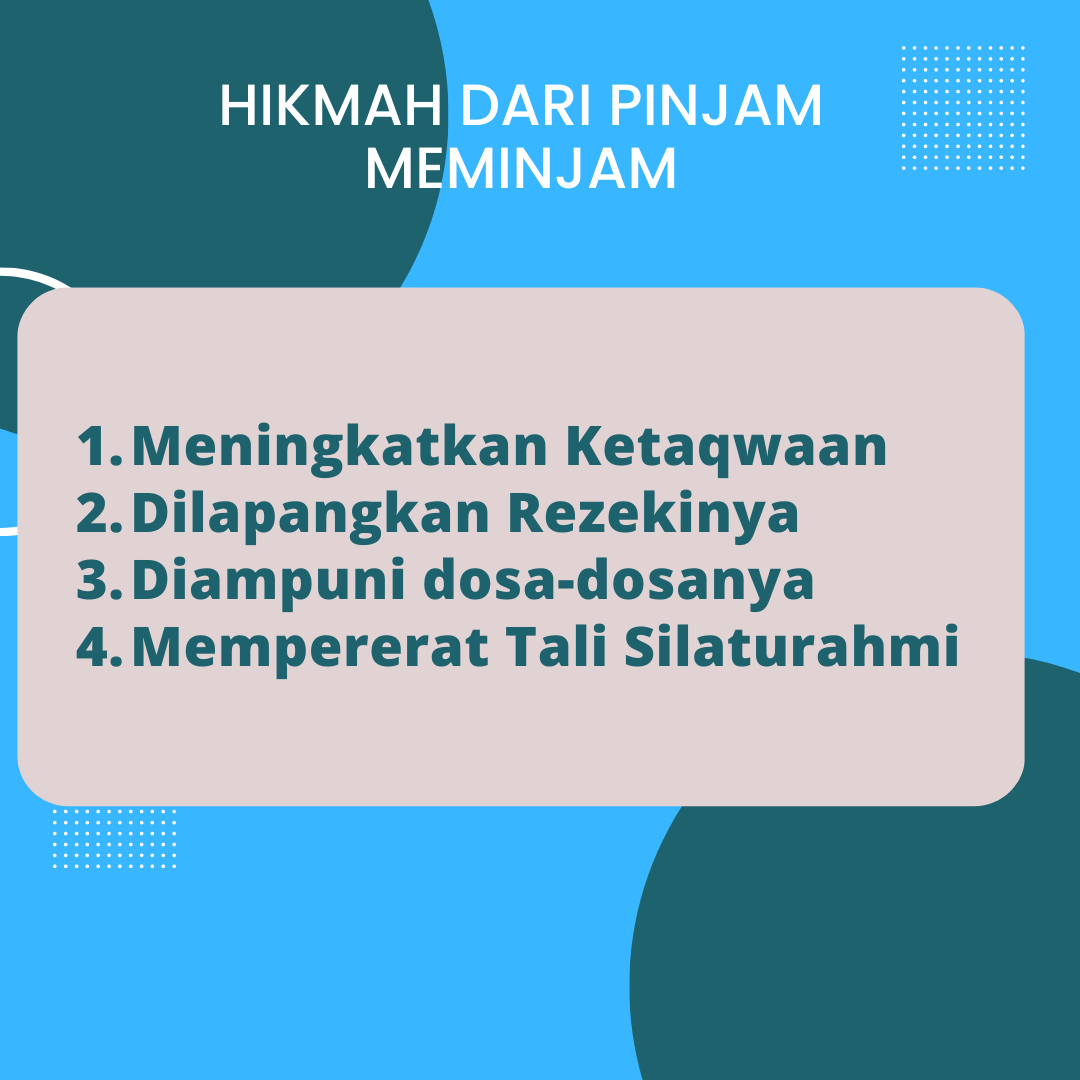 HIKMAH DARI PINJAM
MEMINJAM
1. Meningkatkan Ketaqwaan
2. Dilapangkan Rezekinya
3. Diampuni dosa-dosanya
4. Mempererat Tali Silaturahmi